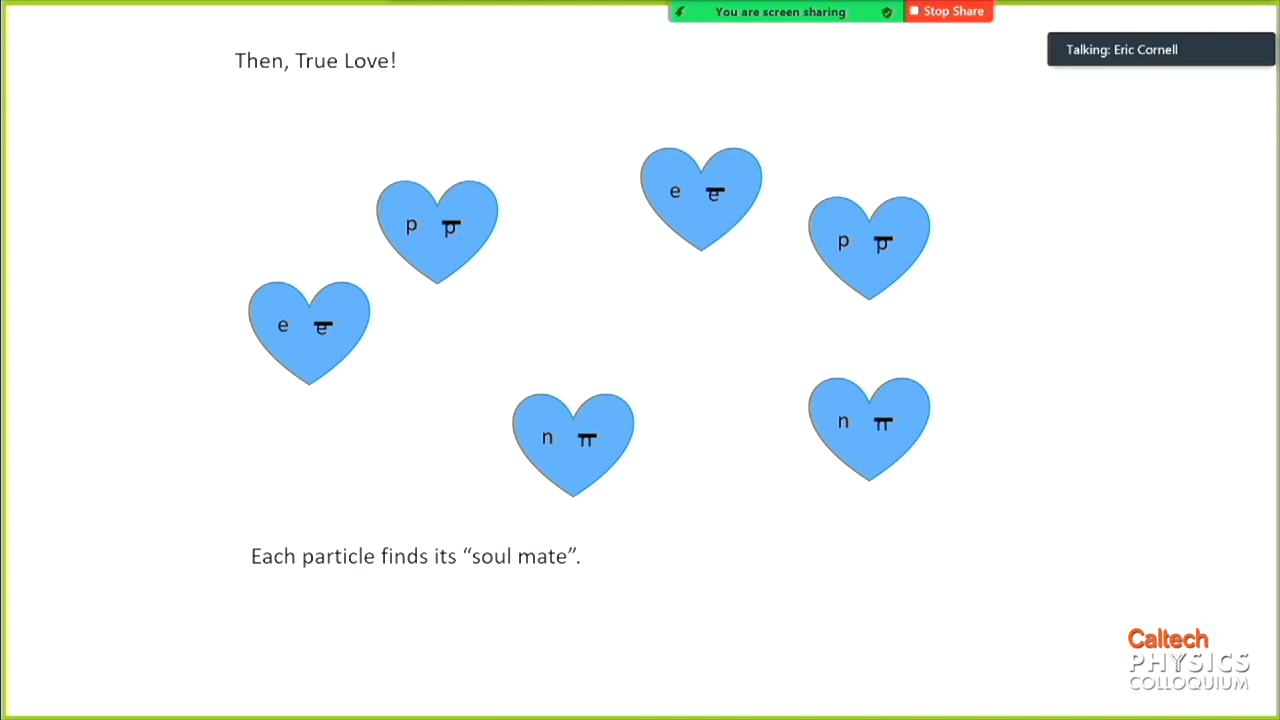 You are screen sharing
Stop Share
Talking: Eric Cornell
Then, True Love!
e e̅
p p̅
p p̅
e e̅
n n̅
n n̅
Each particle finds its “soul mate”.
Caltech
PHYSICS
COLLOQUIUM